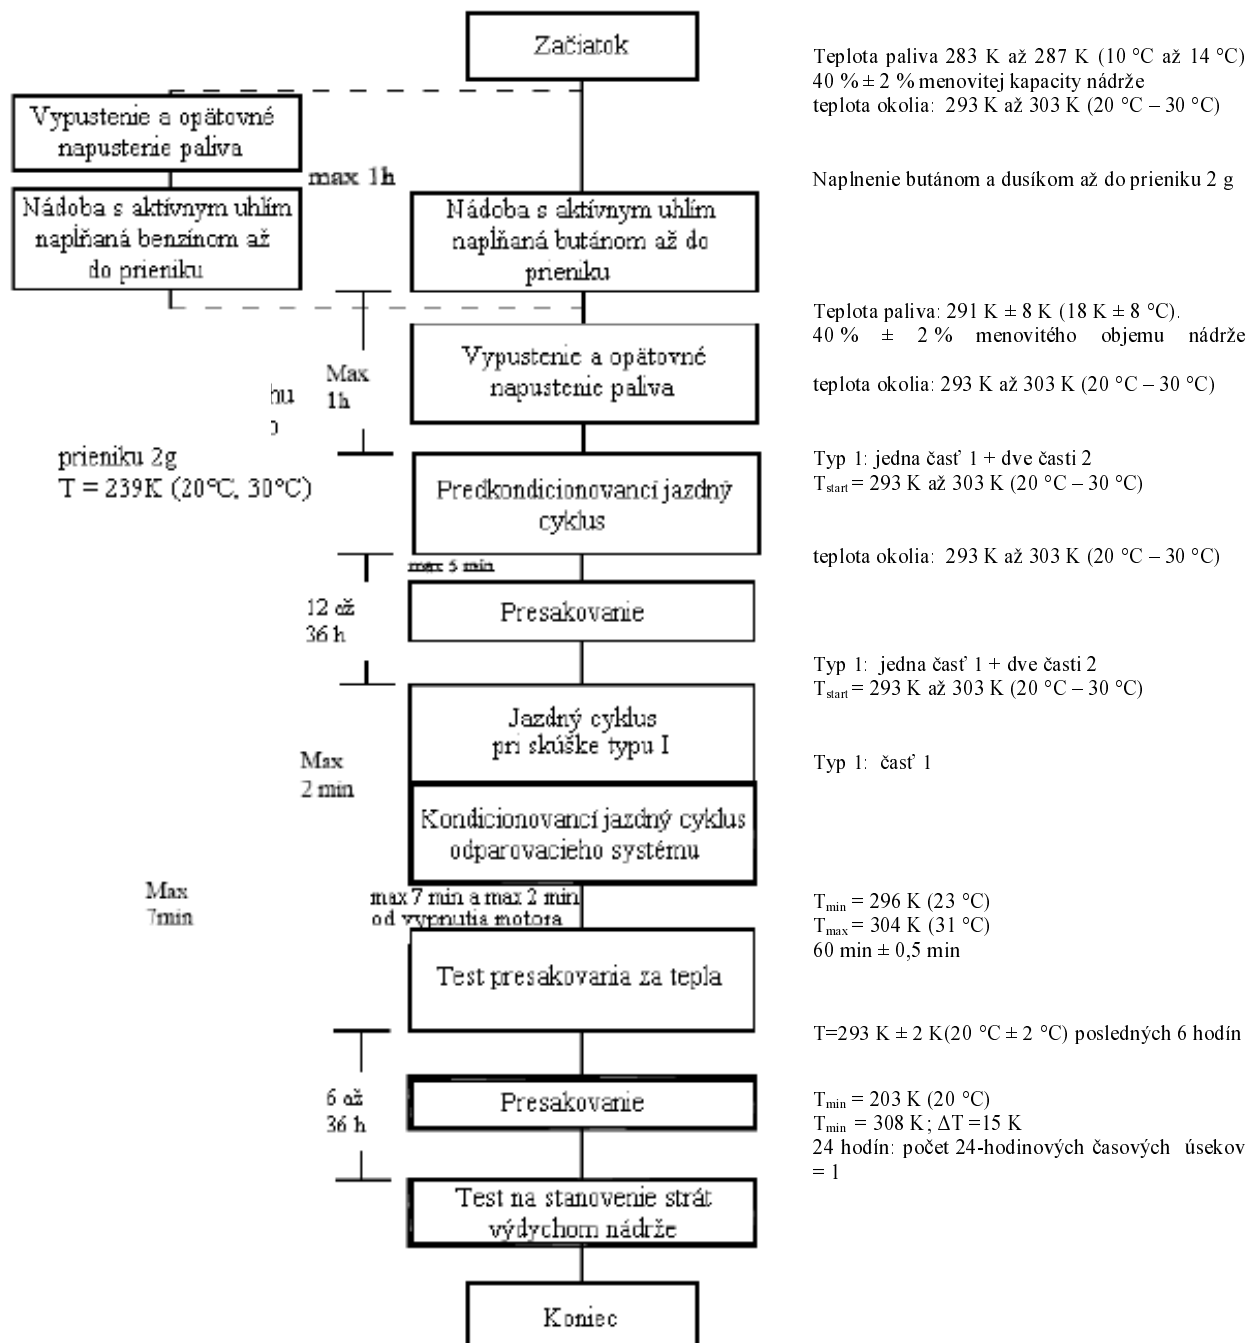 Začiatok
Teplota paliva 283 K až 287 K (10 °C až 14 °C)
40 % ± 2 % menovitej kapacity nádrže
teplota okolia: 293 K až 303 K (20 °C – 30 °C)
Vypustenie a opätovné
napustenie paliva
max 1h
Nádoba s aktívnym uhlím
napĺňaná benzínom až
do prieniku
Naplnenie butánom a dusíkom až do prieniku 2 g
Nádoba s aktívnym uhlím
napĺňaná butánom až do
prieniku
Teplota paliva: 291 K ± 8 K (18 K ± 8 °C).
40 % ± 2 % menovitého objemu nádrže
Vypustenie a opätovné
napustenie paliva
Max
1h
teplota okolia: 293 K až 303 K (20 °C – 30 °C)
hu
prieniku 2g
T = 239K (20°C, 30°C)
Predkondicionovancí jazdný
cyklus
Typ 1: jedna časť 1 + dve časti 2
Tstart = 293 K až 303 K (20 °C – 30 °C)
teplota okolia: 293 K až 303 K (20 °C – 30 °C)
max 5 min
12 až
36 h
Presakovanie
Typ 1: jedna časť 1 + dve časti 2
Tstart = 293 K až 303 K (20 °C – 30 °C)
Jazdný cyklus
pri skúške typu I
Max
2 min
Typ 1: časť 1
Kondicionovancí jazdný cyklus
odparovacieho systému
Max
7min
max 7 min a max 2 min
od vypnutia motora
Tmin = 296 K (23 °C)
Tmax = 304 K (31 °C)
60 min ± 0,5 min
Test presakovania za tepla
T=293 K ± 2 K(20 °C ± 2 °C) posledných 6 hodín
6 až
36 h
Presakovanie
Tmin = 203 K (20 °C)
Tmin = 308 K; ΔT =15 K
24 hodín: počet 24-hodinových časových úsekov
= 1
Test na stanovenie strát
výdychom nádrže
Koniec